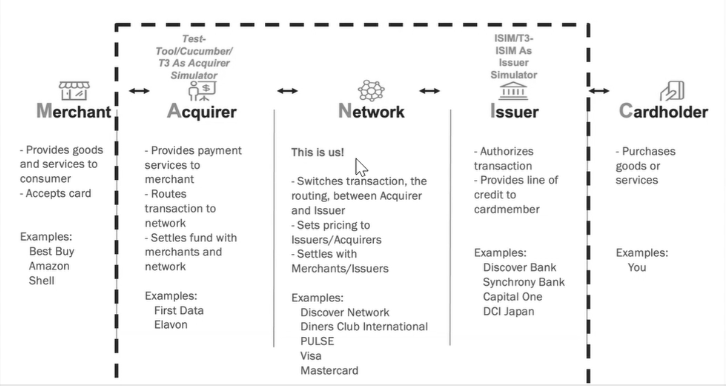 Test-
Tool/Cucumber/
T3 As Acquirer
Simulator
ISIM/T3-
ISIM As
Issuer
Simulator
Merchant
Acquirer
Network
Issuer
Cardholder
- Provides goods
and services to
consumer
- Accepts card
Examples:
Best Buy
Amazon
Shell
- Provides payment
services to
merchant
- Routes
transaction to
network
- Settles fund with
merchants and
network
Examples:
First Data
Elavon
This is us!
- Switches transaction, the
routing, between Acquirer
and Issuer
- Sets pricing to
Issuers/Acquirers
- Settles with
Merchants/Issuers
Examples:
Discover Network
Diners Club International
PULSE
Visa
Mastercard
- Authorizes
transaction
- Provides line of
credit to
cardmember
Examples:
Discover Bank
Synchrony Bank
Capital One
DCI Japan
- Purchases
goods or
services
Examples:
You